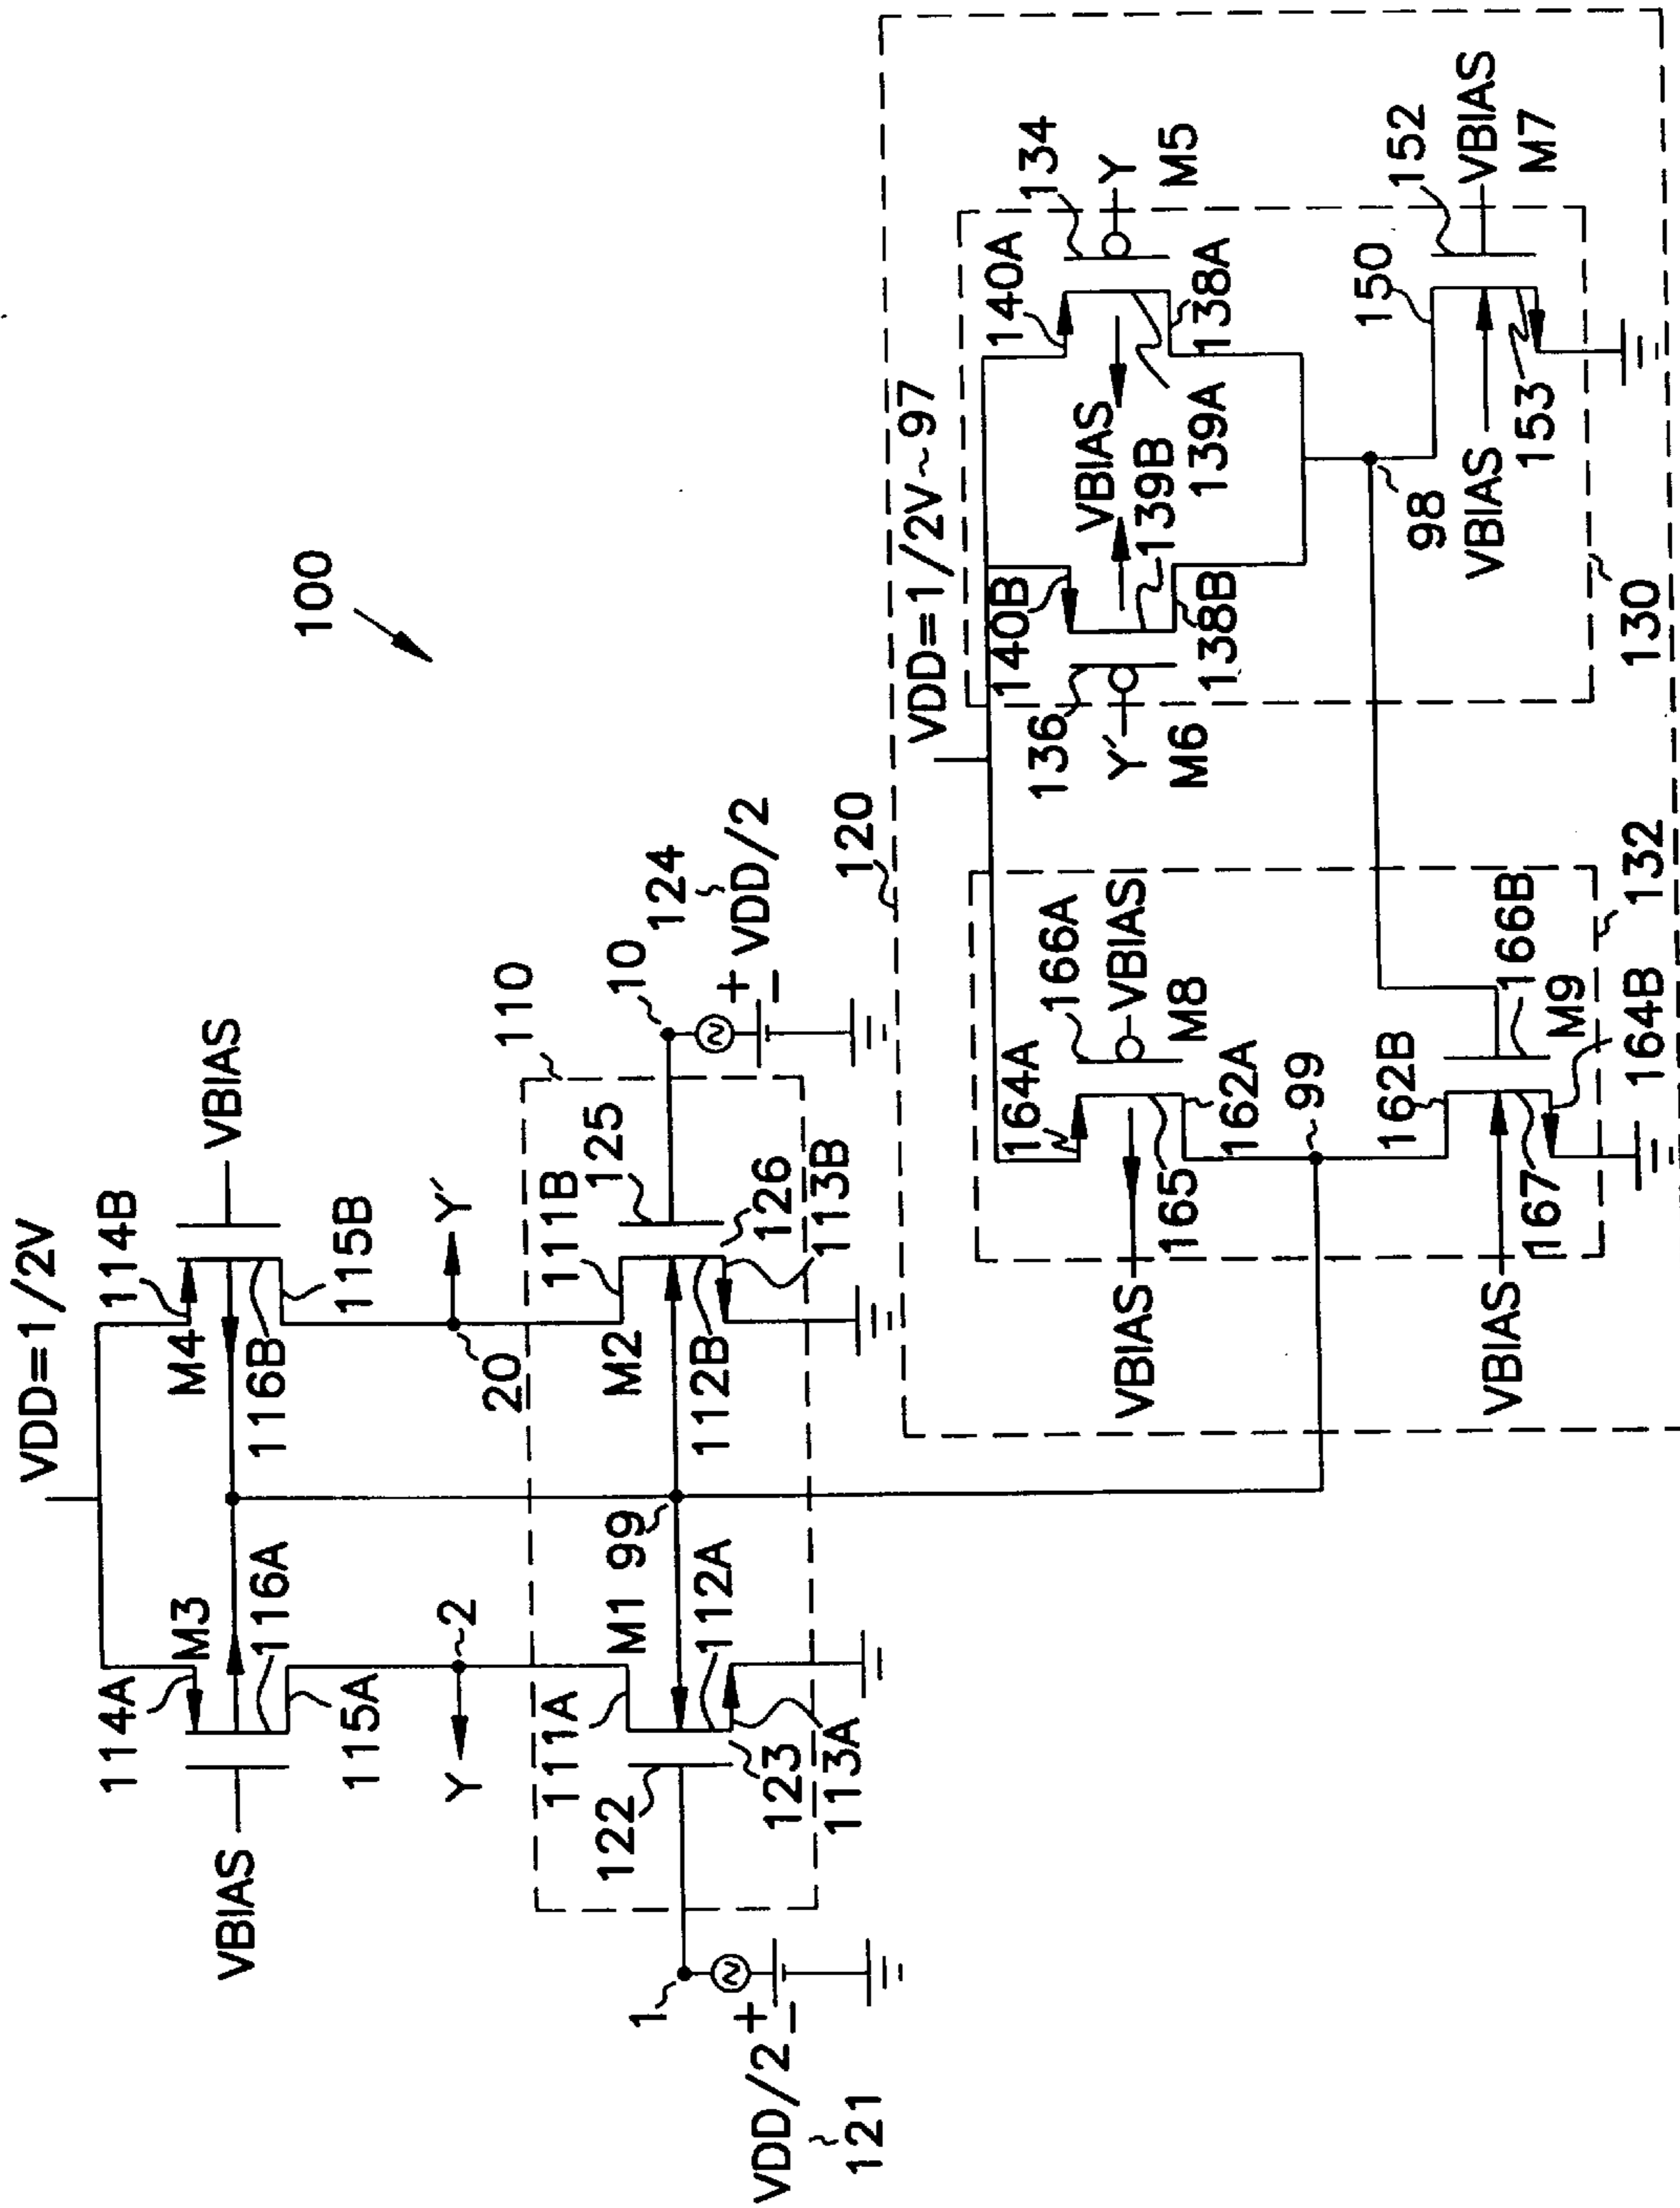 100
VDD=1/2V
114A
M3
M4
114B
VBIAS
116A
116B
VBIAS
115A
115B
Y
2
20
Y′
110
111A
M1
99
M2
111B
125
10
124
122
112A
112B
VDD/2
+
−
1
123
126
113A
113B
VDD/2
+
−
121
120
VDD=1/2V
97
164A
166A
VBIAS
M8
136
140B
140A
134
Y′
VBIAS
Y
M6
139B
M5
VBIAS
165
162A
138B
139A
138A
99
98
150
152
162B
166B
VBIAS
VBIAS
M7
VBIAS
167
M9
153
164B
132
130